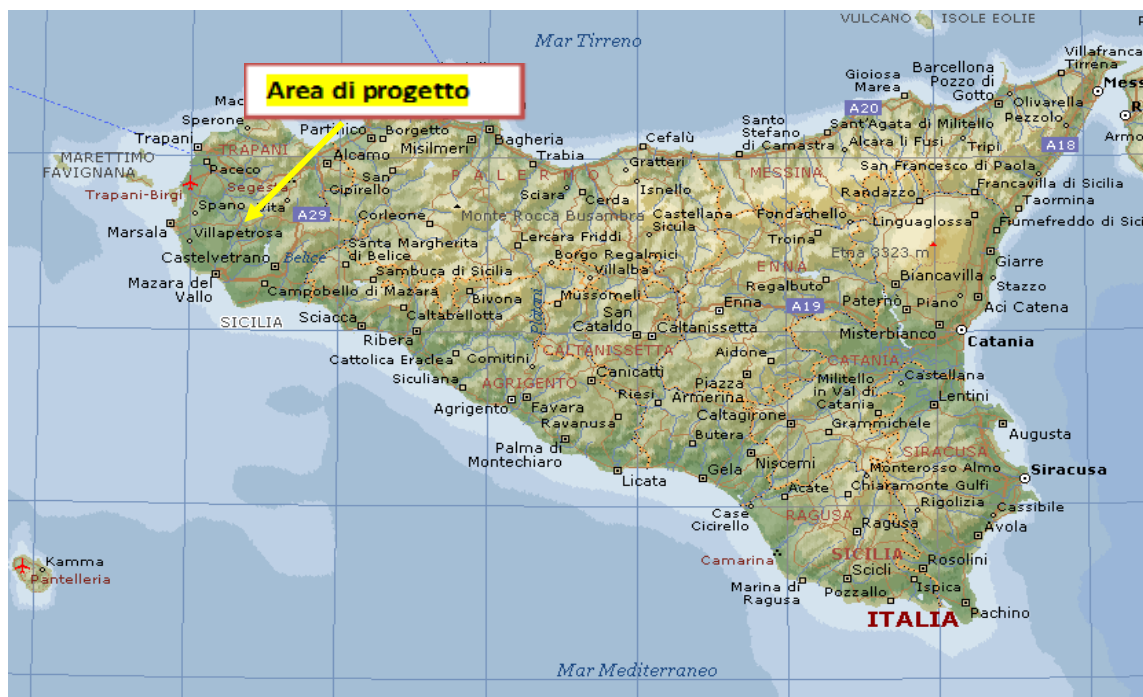 VULCANO
ISOLE EOLIE
Mar Tirreno
Villafranca
Tirrena
Area di progetto
Barcellona
Pozzo di
Gotto
Gioiosa
Marea
Mess
Olivarella
Pezzolo
R
Armo
Mac
Sperone
A20
Trapani
Partinico
Borgetto
Misilmeri
Bagheria
Cefalù
Santo
Stefano
di Camastra
Sant'Agata di Militello
Alcara li Fusi
Tripi
A18
MARETTIMO
FAVIGNANA
TRAPANI
Paceco
Alcamo
San
Cipirello
Trabia
Gratteri
PALERMO
MESSINA
San Francesco di Paola
Trapani-Birgi
Segesta
Sciara
Cerda
Isnello
Randazzo
Francavilla di Sicilia
Taormina
Spano
ita
A29
Corleone
Monte Rocca Busambra
Castellana
Sicula
Fondachello
Linguaglossa
Fiumefreddo di Sici
Marsala
Villapetrosa
Santa Margherita
di Belice
Lercara Friddi
Troina
Etna 3323 m
Giarre
Castelvetrano
Belice
Sambuca di Sicilia
Borgo Regalmici
Villalba
ENNA
Regalbuto
Biancavilla
Stazzo
Mazara del
Vallo
Campobello di Mazara
Bivona
Mussomeli
Enna
A19
Paternò
Piano
Aci Catena
SICILIA
Sciacca
Caltabellotta
Platani
San
Cataldo
Caltanissetta
Misterbianco
Catania
Ribera
Cattolica Eraclea
Comitini
CALTANISSETTA
Aidone
CATANIA
Siculiana
AGRIGENTO
Canicatti
Piazza
Armerina
Militello
in Val di
Catania
Castellana
Agrigento
Favara
Ravanusa
Riesi
Caltagirone
Lentini
Grammichele
Augusta
Palma di
Montechiaro
Butera
SIRACUSA
Niscemi
Monterosso Almo
Siracusa
Licata
Gela
Acate
Chiaramonte Gulfi
Case
Cicirello
RAGUSA
Rigolizia
Cassibile
Ragusa
Avola
Kamma
Pantelleria
Camarina
SICILIA
Rosolini
Scicli
Marina di
Ragusa
Pozzallo
Ispica
Pachino
ITALIA
Mar Mediterraneo